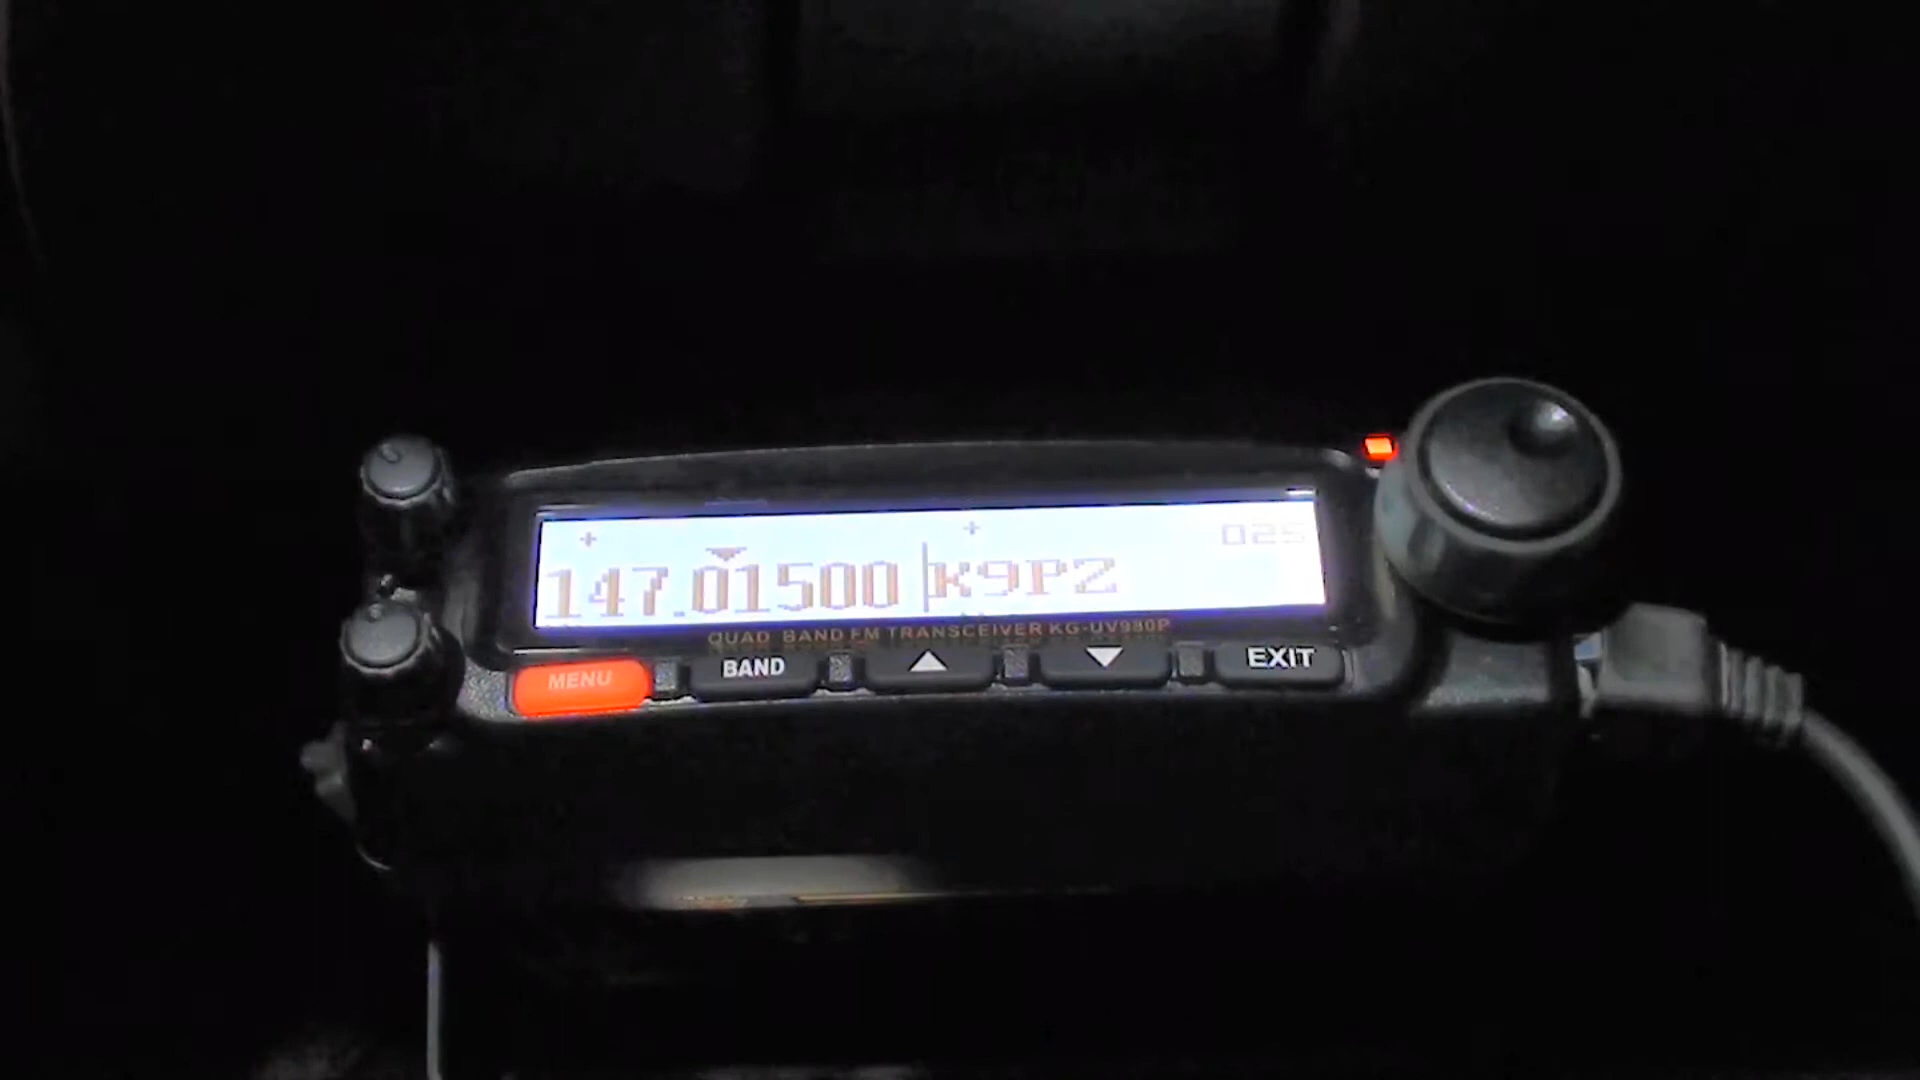 + + 025
147.01500 K9PZ
QUAD BAND FM TRANSCEIVER KG-UV980P
MENU BAND EXIT